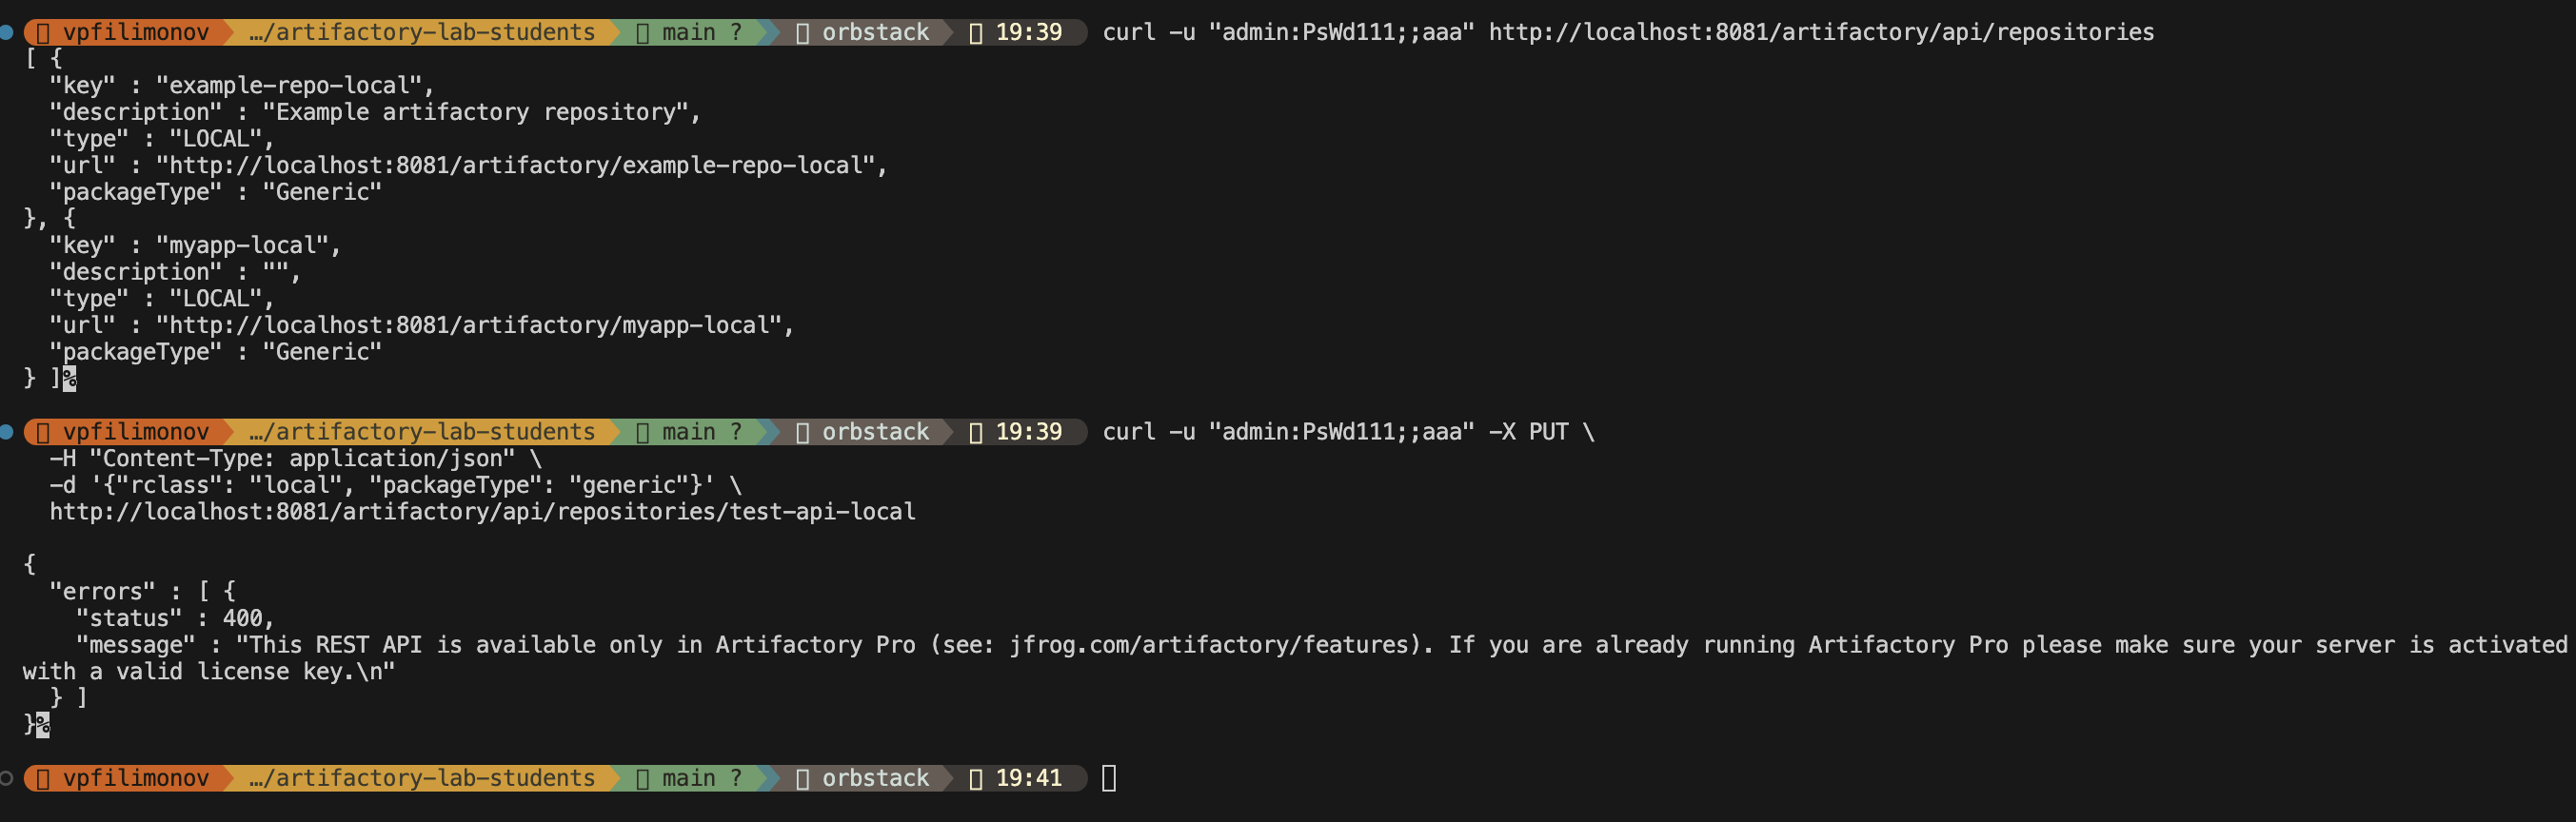 vpfilimonov …/artifactory-lab-students main ? orbstack 19:39 curl -u "admin:PsWd111;;aaa" http://localhost:8081/artifactory/api/repositories
[ {
  "key" : "example-repo-local",
  "description" : "Example artifactory repository",
  "type" : "LOCAL",
  "url" : "http://localhost:8081/artifactory/example-repo-local",
  "packageType" : "Generic"
}, {
  "key" : "myapp-local",
  "description" : "",
  "type" : "LOCAL",
  "url" : "http://localhost:8081/artifactory/myapp-local",
  "packageType" : "Generic"
} ]%
vpfilimonov …/artifactory-lab-students main ? orbstack 19:39 curl -u "admin:PsWd111;;aaa" -X PUT \
  -H "Content-Type: application/json" \
  -d '{"rclass": "local", "packageType": "generic"}' \
  http://localhost:8081/artifactory/api/repositories/test-api-local
{
  "errors" : [ {
    "status" : 400,
    "message" : "This REST API is available only in Artifactory Pro (see: jfrog.com/artifactory/features). If you are already running Artifactory Pro please make sure your server is activated
with a valid license key.\n"
  } ]
}%
vpfilimonov …/artifactory-lab-students main ? orbstack 19:41